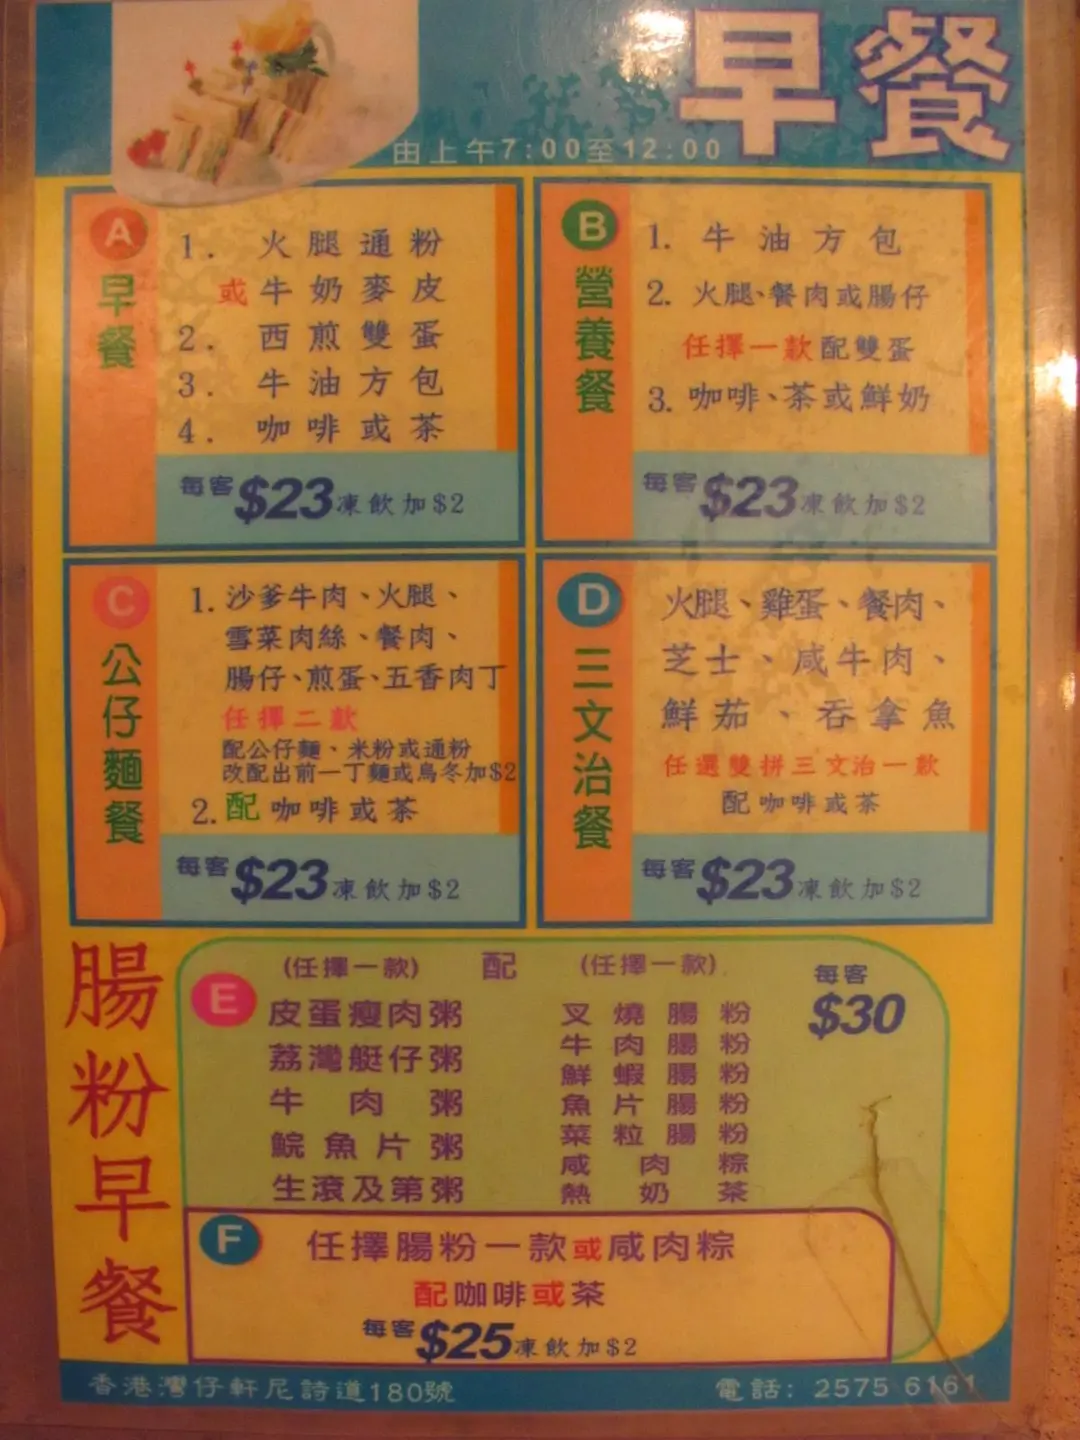 早餐
由上午7:00至12:00
A
早餐
1. 火腿通粉
或牛奶麥皮
2. 西煎雙蛋
3. 牛油方包
4. 咖啡或茶
每客$23凍飲加$2
B
營養餐
1. 牛油方包
2. 火腿、餐肉或腸仔
任擇一款配雙蛋
3. 咖啡、茶或鮮奶
每客$23凍飲加$2
C
公仔麵餐
1. 沙爹牛肉、火腿、
雪菜肉絲、餐肉、
腸仔、煎蛋、五香肉丁
任擇二款
配公仔麵、米粉或通粉
改配出前一丁麵或烏冬加$2
2. 配咖啡或茶
每客$23凍飲加$2
D
三文治餐
火腿、雞蛋、餐肉、
芝士、咸牛肉、
鮮茄、吞拿魚
任選雙拼三文治一款
配咖啡或茶
每客$23凍飲加$2
腸粉早餐
E
(任擇一款) 配 (任擇一款)
每客
$30
皮蛋瘦肉粥
荔灣艇仔粥
牛肉粥
鯇魚片粥
生滾及第粥
叉燒腸粉
牛肉腸粉
鮮蝦腸粉
魚片腸粉
菜粒腸粉
咸肉粽
熱奶茶
F
任擇腸粉一款或咸肉粽
配咖啡或茶
每客$25凍飲加$2
香港灣仔軒尼詩道180號
電話: 2575 6161